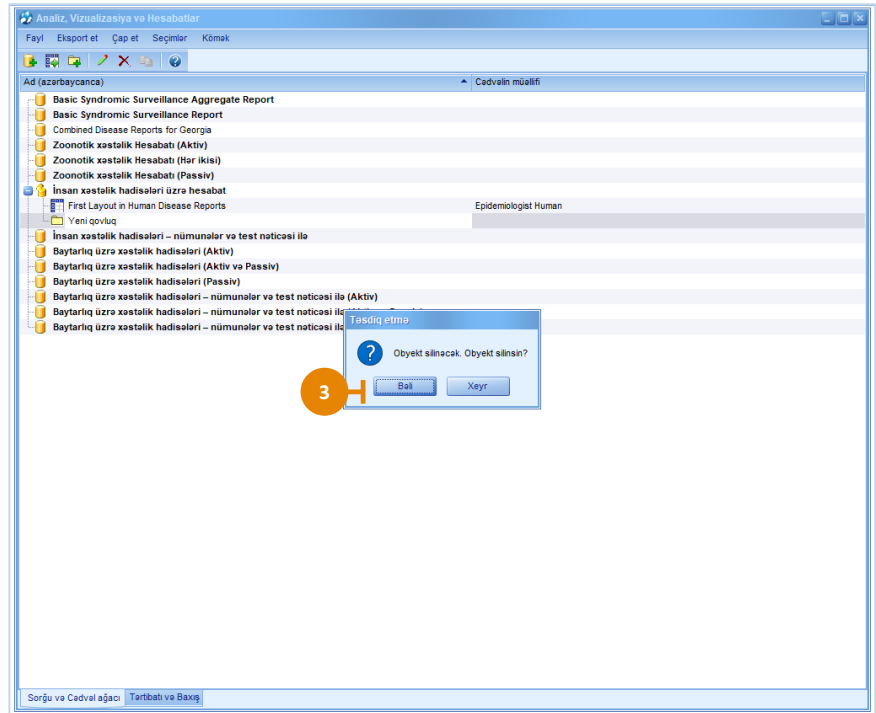 Analiz, Vizualizasiya və Hesabatlar
Fayl Eksport et Çap et Seçimlər Kömək
Ad (azərbaycanca) Cədvəlin müəllifi
Basic Syndromic Surveillance Aggregate Report
Basic Syndromic Surveillance Report
Combined Disease Reports for Georgia
Zoonotik xəstəlik Hesabatı (Aktiv)
Zoonotik xəstəlik Hesabatı (Hər ikisi)
Zoonotik xəstəlik Hesabatı (Passiv)
İnsan xəstəlik hadisələri üzrə hesabat
First Layout in Human Disease Reports Epidemiologist Human
Yeni qovluq
İnsan xəstəlik hadisələri – nümunələr və test nəticəsi ilə
Baytarlıq üzrə xəstəlik hadisələri (Aktiv)
Baytarlıq üzrə xəstəlik hadisələri (Aktiv və Passiv)
Baytarlıq üzrə xəstəlik hadisələri (Passiv)
Baytarlıq üzrə xəstəlik hadisələri – nümunələr və test nəticəsi ilə (Aktiv)
Baytarlıq üzrə xəstəlik hadisələri – nümunələr və test nəticəsi
Baytarlıq üzrə xəstəlik hadisələri – nümunələr və test nəticəsi
Təsdiq etmə
Obyekt silinəcək. Obyekt silinsin?
Bəli Xeyr
3
Sorğu və Cədvəl ağacı Tərtibatı və Baxış